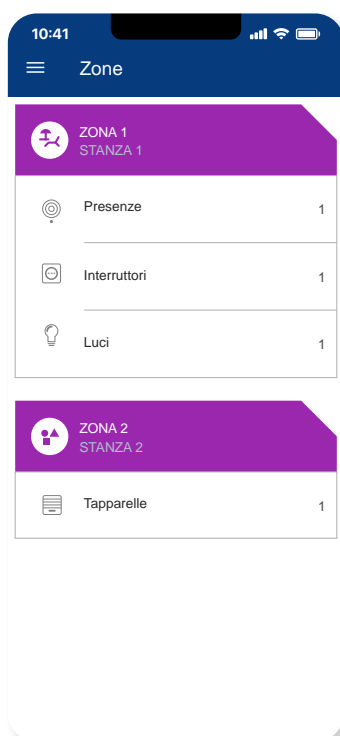 10:41
Zone
ZONA 1
STANZA 1
Presenze 1
Interruttori 1
Luci 1
ZONA 2
STANZA 2
Tapparelle 1